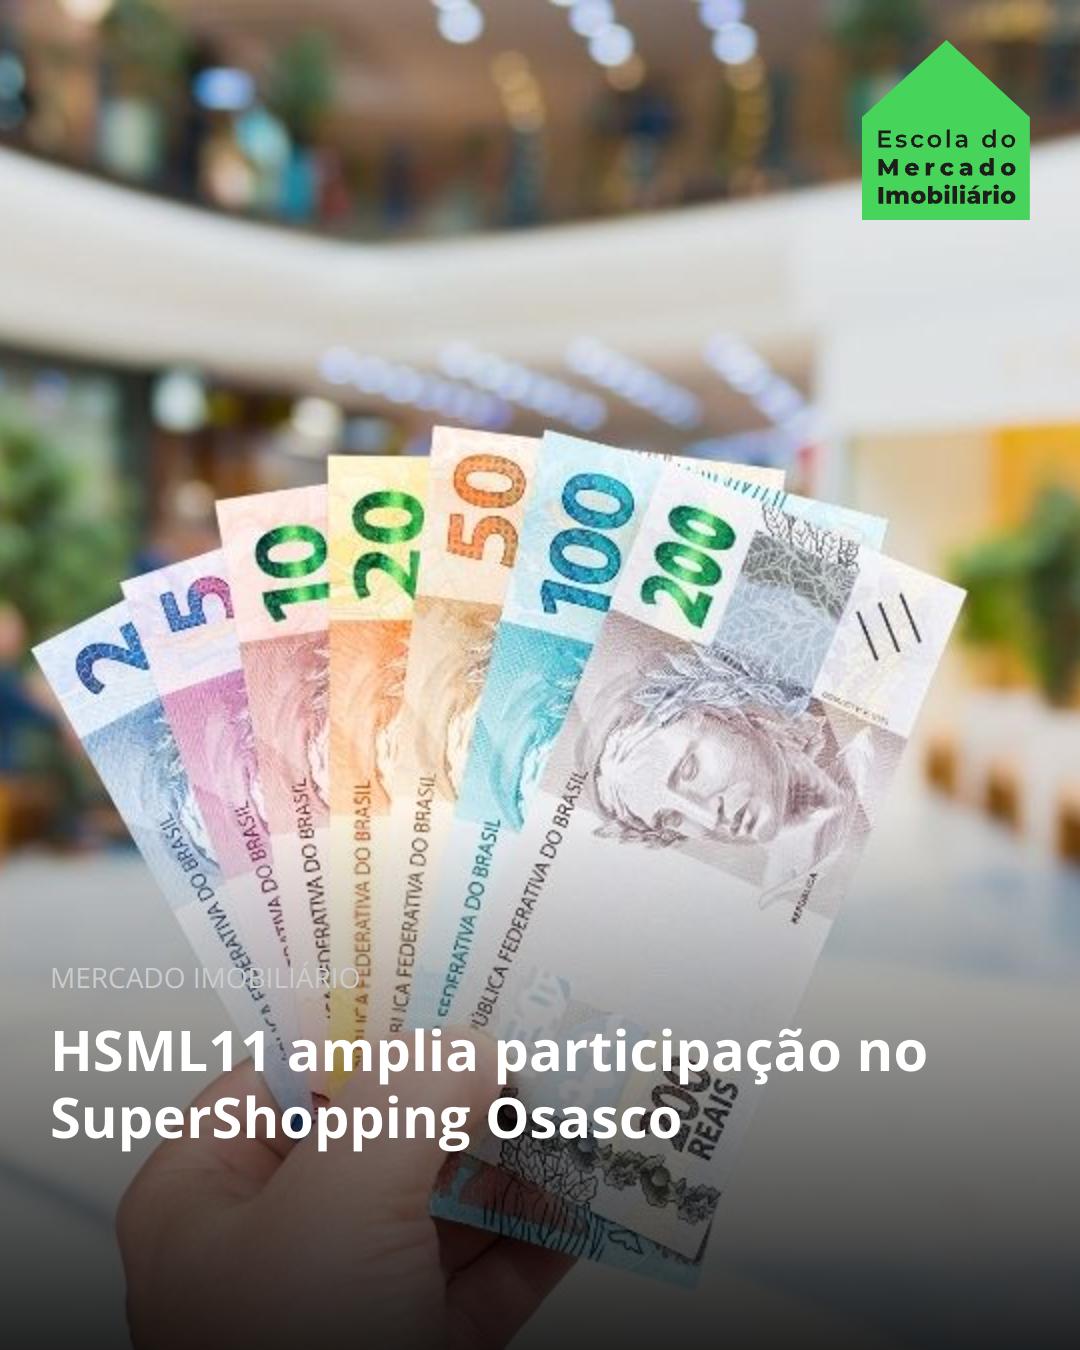 Escola do
Mercado
Imobiliário
2
5
10
20
50
100
200
REPÚBLICA FEDERATIVA DO BRASIL
FEDERATIVA DO BRASIL
FEDERATIVA DO BRASIL
FEDERATIVA DO BRASIL
FEDERATIVA DO BRASIL
FEDERATIVA DO BRASIL
PÚBLICA FEDERATIVA DO BRASIL
REPÚBLICA
200
REAIS
MERCADO IMOBILIÁRIO
HSML11 amplia participação no
SuperShopping Osasco